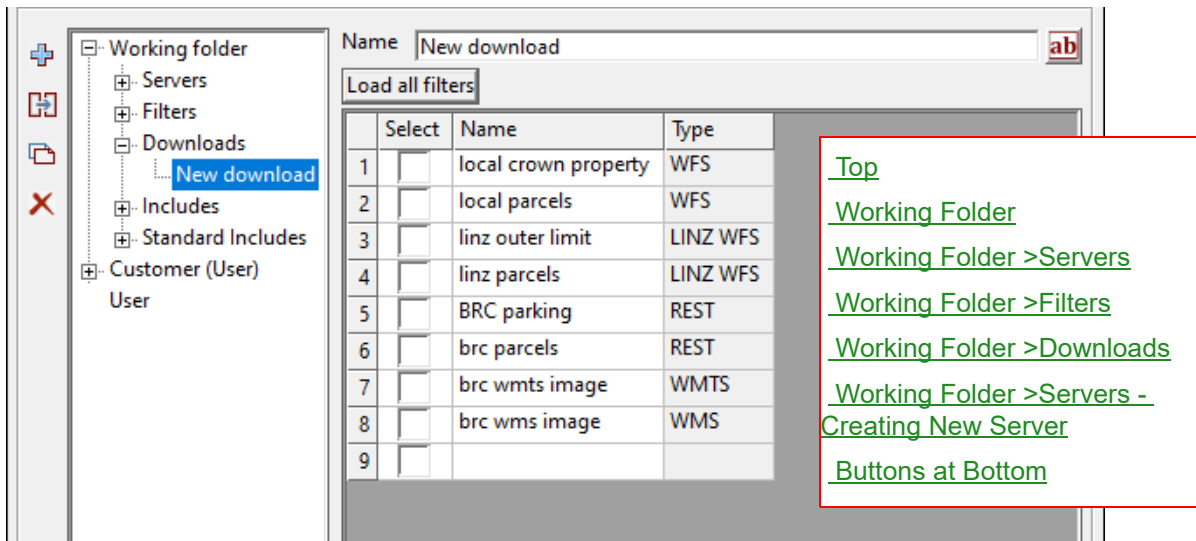 Working folder
Servers
Filters
Downloads
New download
Includes
Standard Includes
Customer (User)
User
Name New download ab
Load all filters
Select Name Type
1 local crown property WFS
2 local parcels WFS
3 linz outer limit LINZ WFS
4 linz parcels LINZ WFS
5 BRC parking REST
6 brc parcels REST
7 brc wmts image WMTS
8 brc wms image WMS
9
Top
Working Folder
Working Folder >Servers
Working Folder >Filters
Working Folder >Downloads
Working Folder >Servers -
Creating New Server
Buttons at Bottom